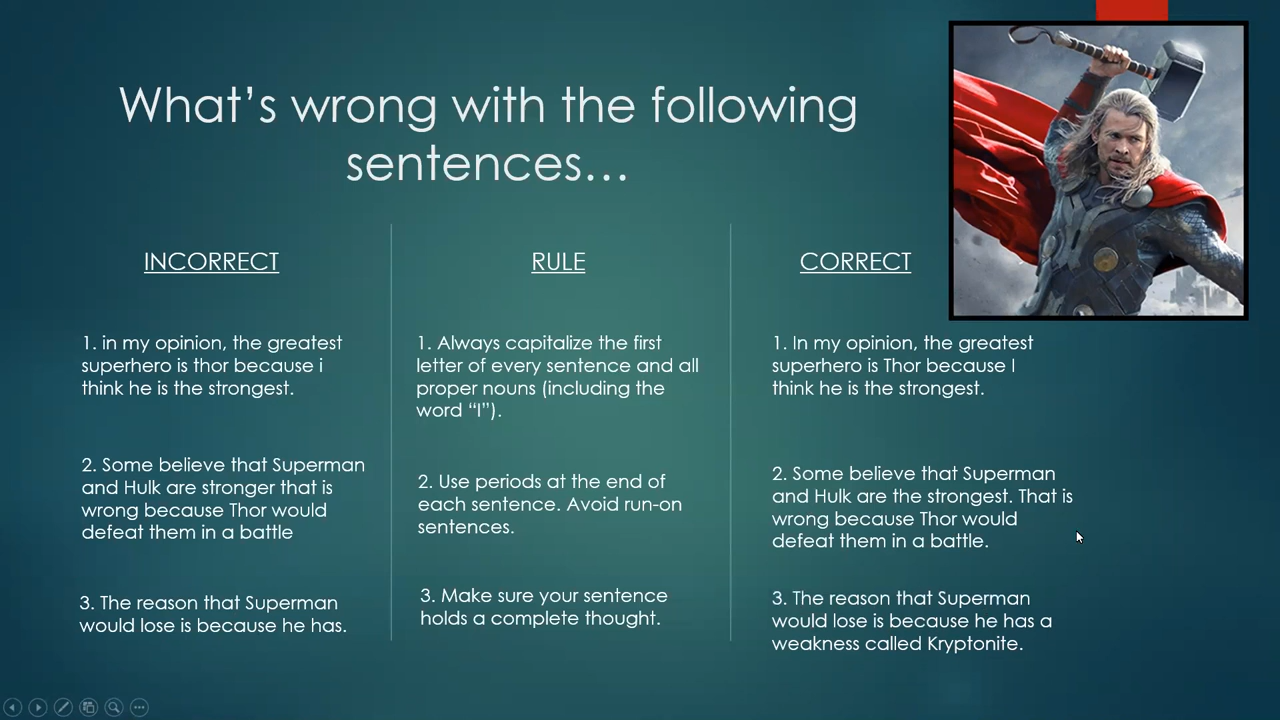 What's wrong with the following
sentences…
INCORRECT
1. in my opinion, the greatest
superhero is thor because i
think he is the strongest.
2. Some believe that Superman
and Hulk are stronger that is
wrong because Thor would
defeat them in a battle
3. The reason that Superman
would lose is because he has.
RULE
1. Always capitalize the first
letter of every sentence and all
proper nouns (including the
word “I”).
2. Use periods at the end of
each sentence. Avoid run-on
sentences.
3. Make sure your sentence
holds a complete thought.
CORRECT
1. In my opinion, the greatest
superhero is Thor because I
think he is the strongest.
2. Some believe that Superman
and Hulk are the strongest. That is
wrong because Thor would
defeat them in a battle.
3. The reason that Superman
would lose is because he has a
weakness called Kryptonite.